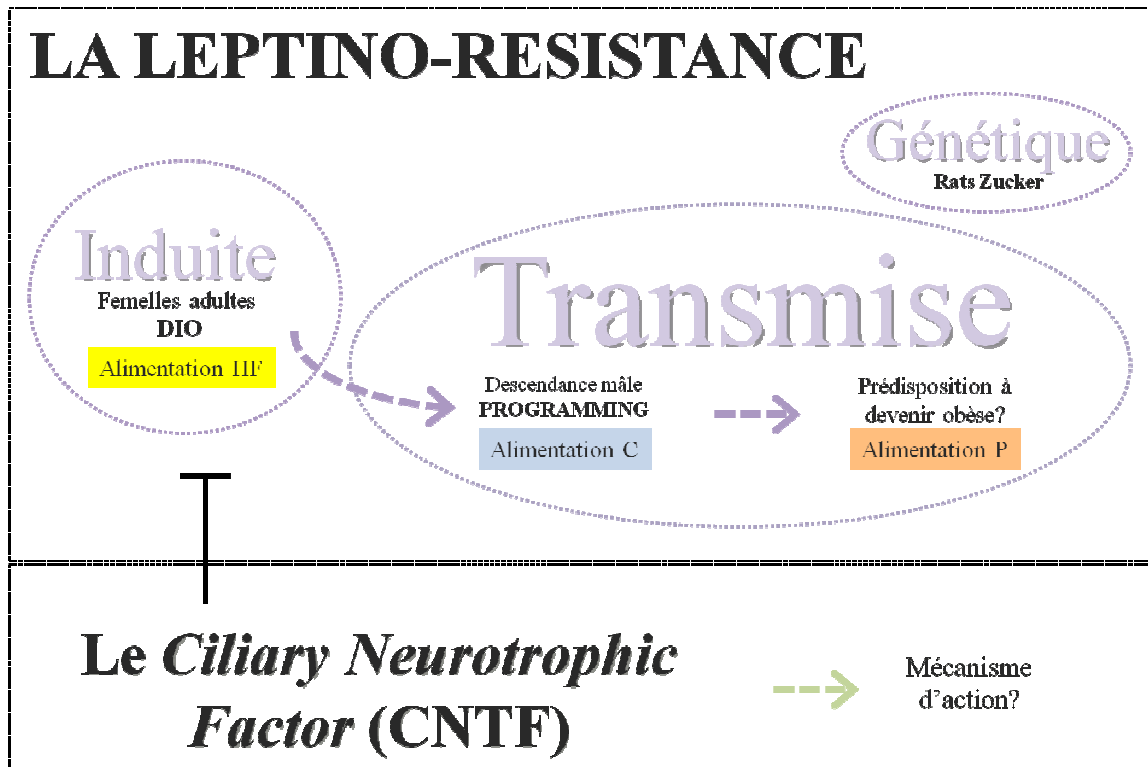 LA LEPTINO-RESISTANCE
Génétique
Rats Zucker
Induite
Femelles adultes
DIO
Alimentation HF
Transmise
Descendance mâle
PROGRAMMING
Alimentation C
Prédisposition à
devenir obèse?
Alimentation P
Le Ciliary Neurotrophic
Factor (CNTF)
Mécanisme
d’action?